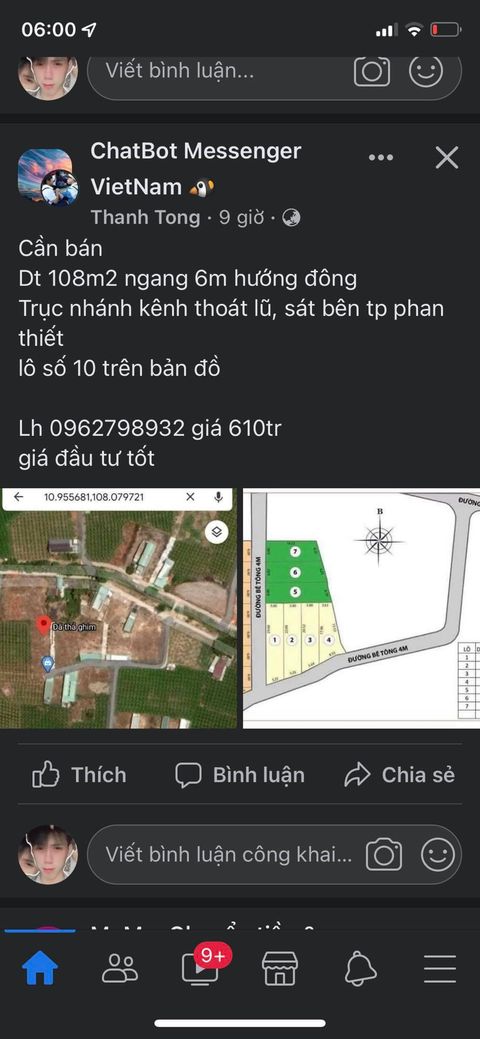 06:00
Viết bình luận...
ChatBot Messenger
VietNam
Thanh Tong · 9 giờ ·
Cần bán
Dt 108m2 ngang 6m hướng đông
Trục nhánh kênh thoát lũ, sát bên tp phan
thiết
lô số 10 trên bản đồ
Lh 0962798932 giá 610tr
giá đầu tư tốt
10.955681,108.079721
Đã thả ghim
B
ĐƯỜNG
ĐƯỜNG BÊ TÔNG 4M
7
6
5
1
2
3
4
ĐƯỜNG BÊ TÔNG 4M
LÔ
1
2
3
4
5
6
7
Thích
Bình luận
Chia sẻ
Viết bình luận công khai...
9+